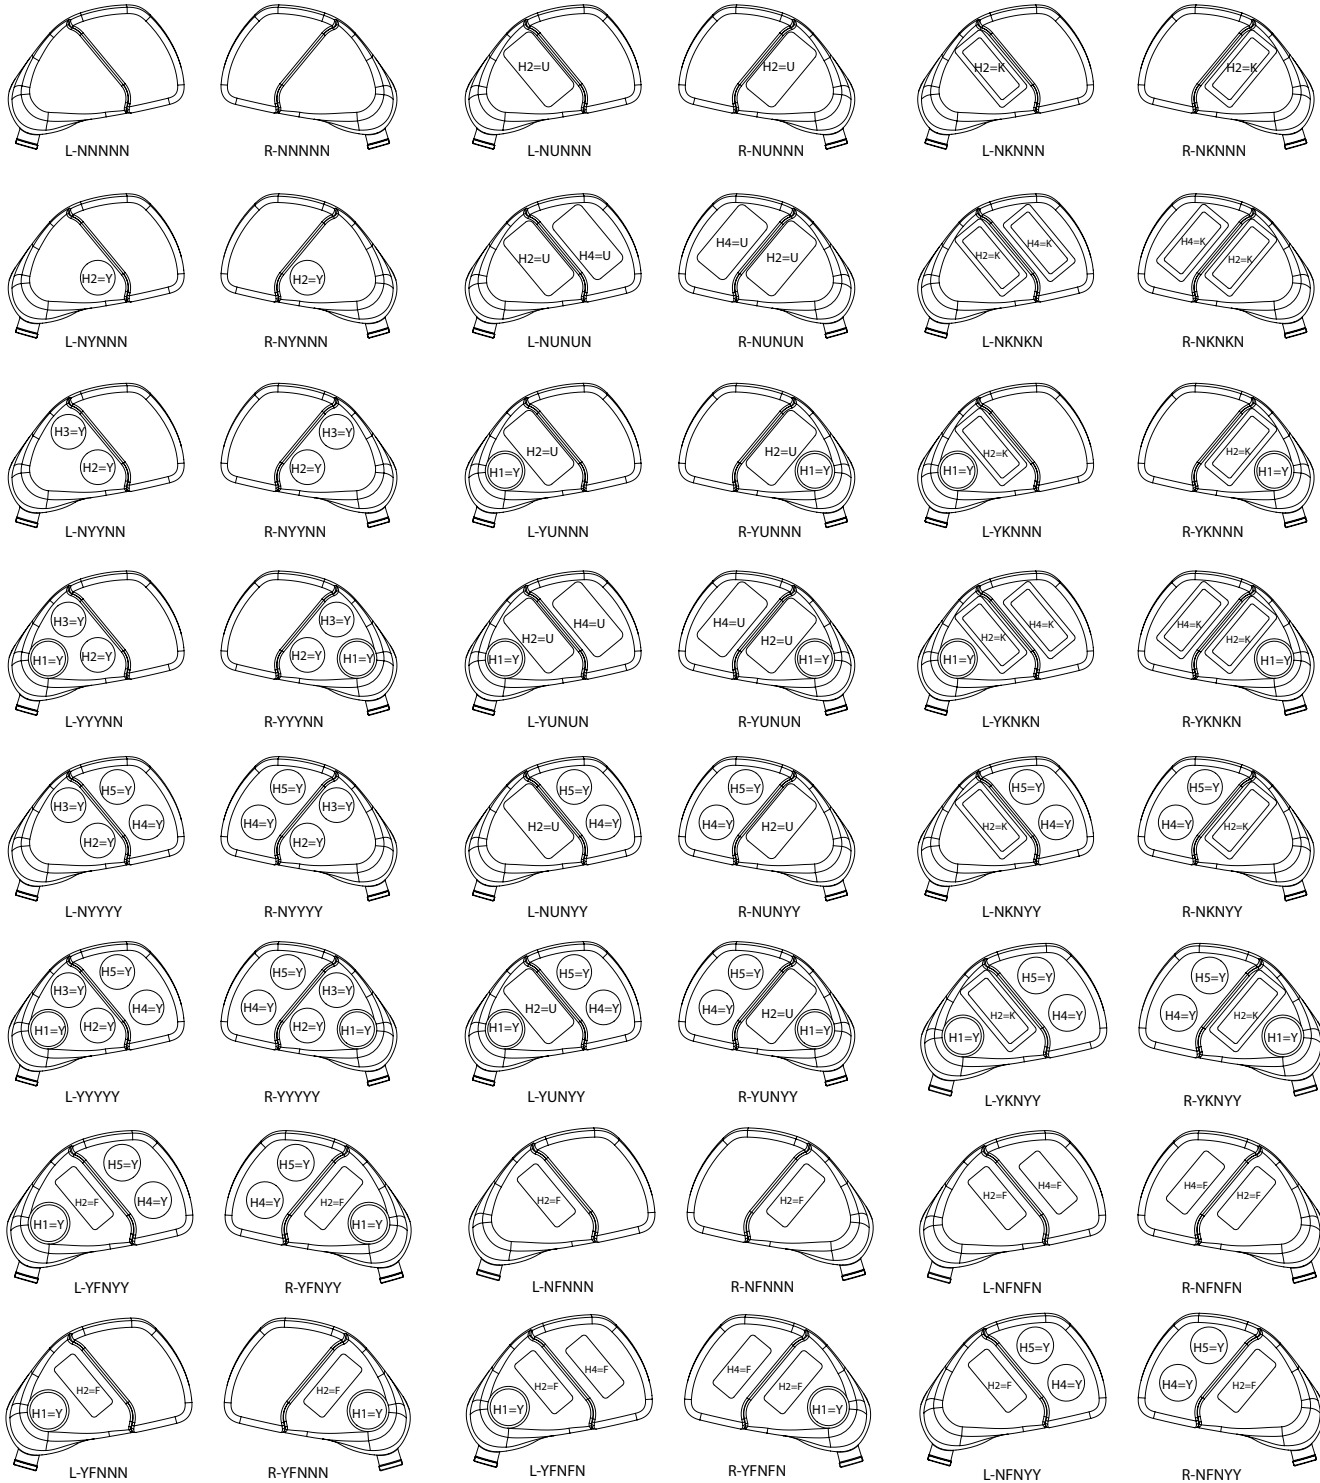 H2=U H2=U H2=K H2=K
L-NNNNN R-NNNNN L-NUNNN R-NUNNN L-NKNNN R-NKNNN
H2=Y H2=Y H2=U H4=U H4=U H2=U H2=K H4=K H4=K H2=K
L-NYNNN R-NYNNN L-NUNUN R-NUNUN L-NKNKN R-NKNKN
H3=Y H2=Y H3=Y H2=Y H2=U H1=Y H2=U H1=Y H2=K H1=Y H2=K H1=Y
L-NYYNN R-NYYNN L-YUNNN R-YUNNN L-YKNNN R-YKNNN
H3=Y H1=Y H2=Y H3=Y H2=Y H1=Y H2=U H4=U H1=Y H4=U H2=U H1=Y H2=K H4=K H1=Y H4=K H2=K H1=Y
L-YYYNN R-YYYNN L-YUNUN R-YUNUN L-YKNKN R-YKNKN
H5=Y H3=Y H4=Y H2=Y H5=Y H3=Y H4=Y H2=Y H5=Y H2=U H4=Y H5=Y H4=Y H2=U H5=Y H2=K H4=Y H5=Y H4=Y H2=K
L-NYYYY R-NYYYY L-NUNYY R-NUNYY L-NKNYY R-NKNYY
H5=Y H3=Y H4=Y H1=Y H2=Y H5=Y H3=Y H4=Y H2=Y H1=Y H5=Y H2=U H4=Y H1=Y H5=Y H4=Y H2=U H1=Y H5=Y H2=K H4=Y H1=Y H5=Y H4=Y H2=K H1=Y
L-YYYYY R-YYYYY L-YUNYY R-YUNYY L-YKNYY R-YKNYY
H5=Y H2=F H4=Y H1=Y H5=Y H4=Y H2=F H1=Y H2=F H2=F H2=F H4=F H4=F H2=F
L-YFNYY R-YFNYY L-NFNNN R-NFNNN L-NFNFN R-NFNFN
H2=F H1=Y H2=F H1=Y H2=F H4=F H1=Y H4=F H2=F H1=Y H5=Y H2=F H4=Y H5=Y H4=Y H2=F
L-YFNNN R-YFNNN L-YFNFN R-YFNFN L-NFNYY R-NFNYY